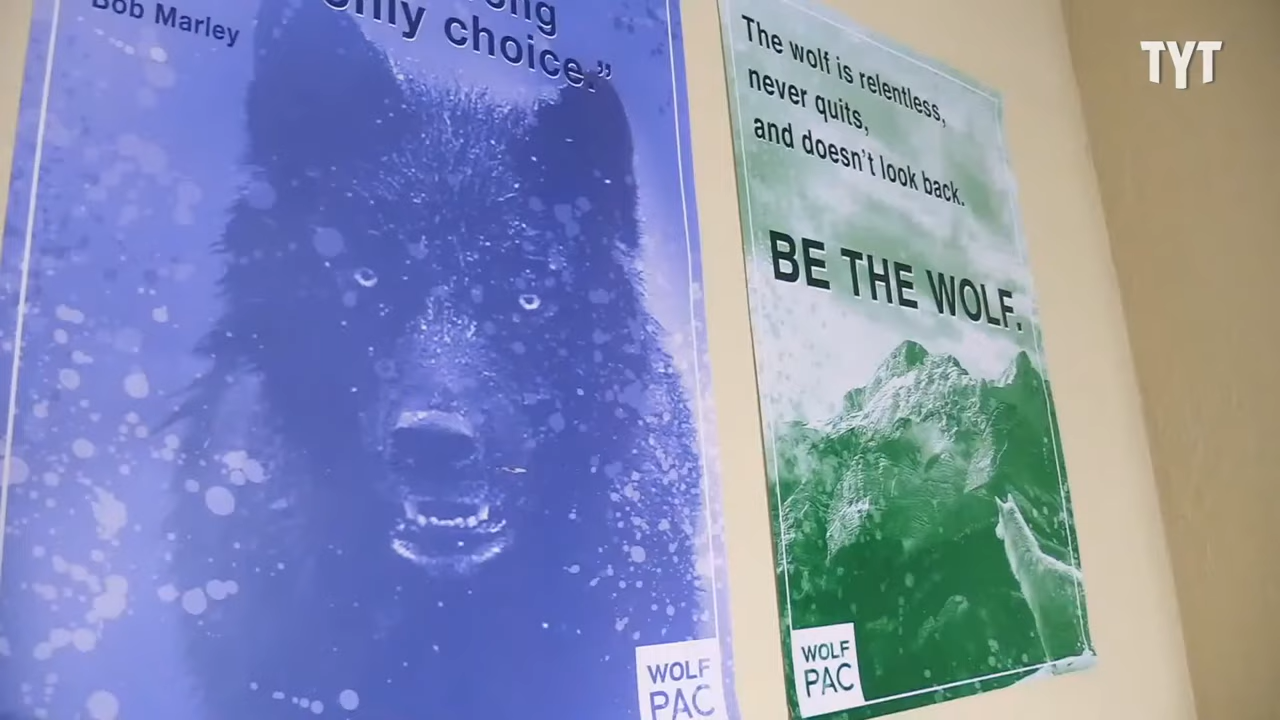 only choice.”
Bob Marley
WOLF
PAC
The wolf is relentless,
never quits,
and doesn't look back.
BE THE WOLF.
WOLF
PAC
TYT